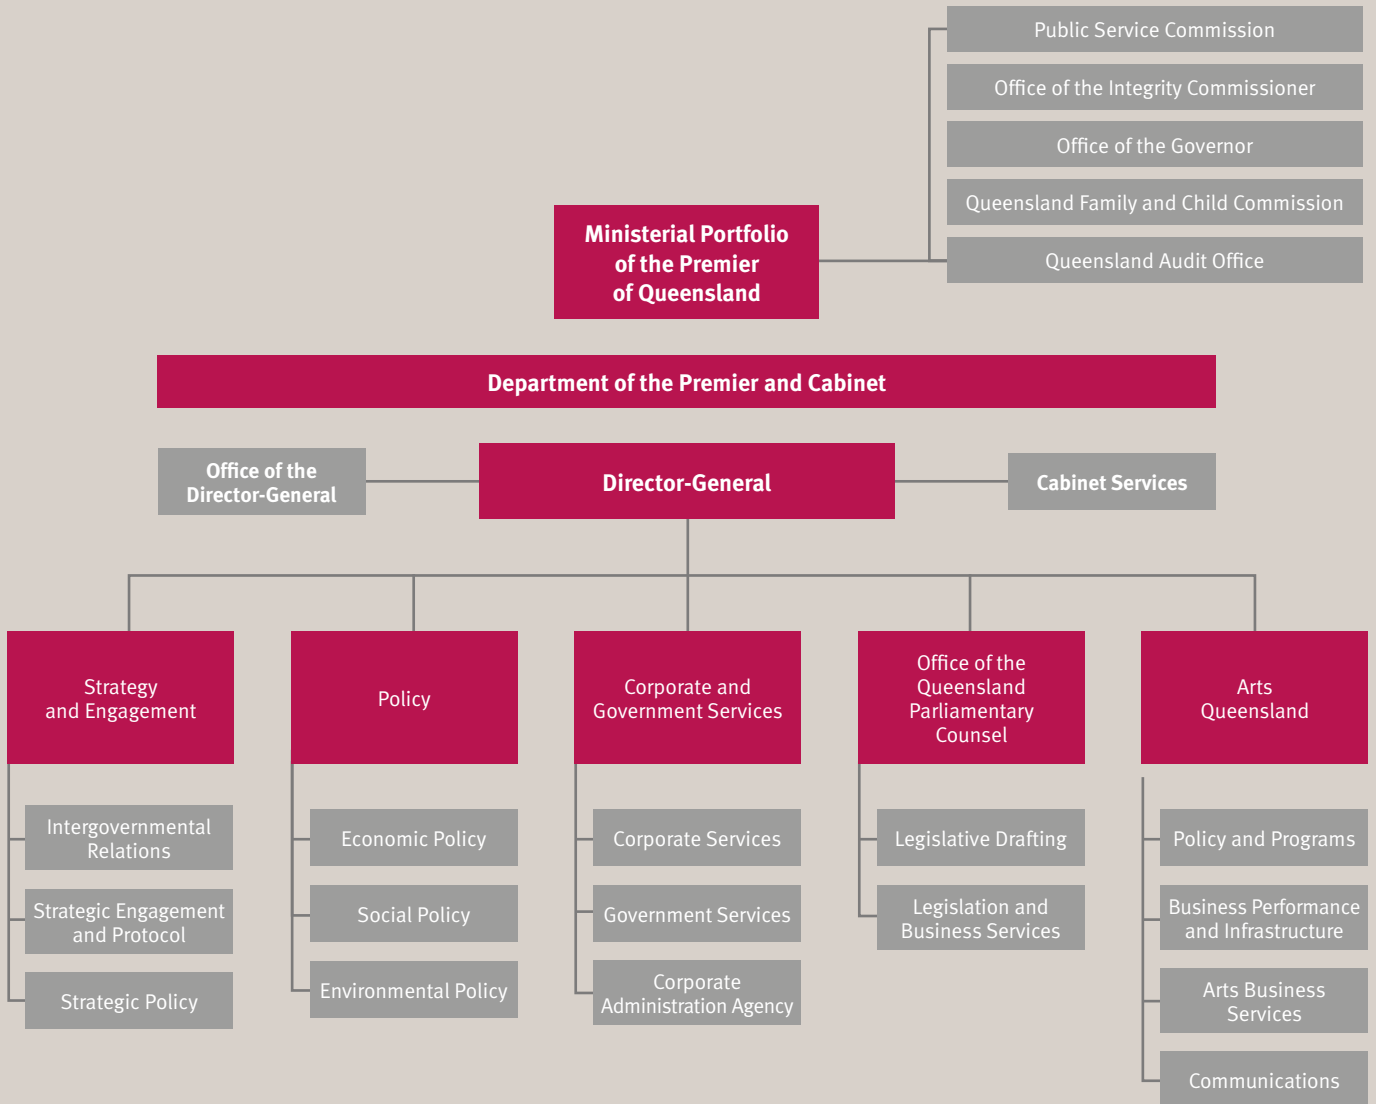 Public Service Commission
Office of the Integrity Commissioner
Office of the Governor
Queensland Family and Child Commission
Queensland Audit Office
Ministerial Portfolio
of the Premier
of Queensland
Department of the Premier and Cabinet
Office of the
Director-General
Director-General
Cabinet Services
Strategy
and Engagement
Intergovernmental
Relations
Strategic Engagement
and Protocol
Strategic Policy
Policy
Economic Policy
Social Policy
Environmental Policy
Corporate and
Government Services
Corporate Services
Government Services
Corporate
Administration Agency
Office of the
Queensland
Parliamentary
Counsel
Legislative Drafting
Legislation and
Business Services
Arts
Queensland
Policy and Programs
Business Performance
and Infrastructure
Arts Business
Services
Communications